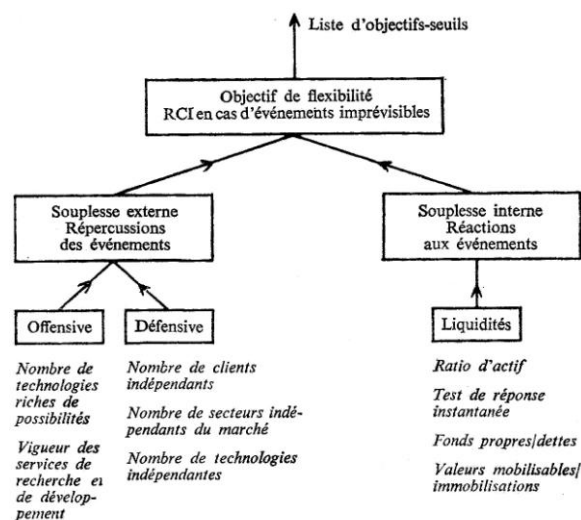 Liste d'objectifs-seuils
Objectif de flexibilité
RCI en cas d'événements imprévisibles
Souplesse externe
Répercussions
des événements
Souplesse interne
Réactions
aux événements
Offensive
Défensive
Liquidités
Nombre de
technologies
riches de
possibilités
Vigueur des
services de
recherche et
de dévelop-
pement
Nombre de clients
indépendants
Nombre de secteurs indé-
pendants du marché
Nombre de technologies
indépendantes
Ratio d'actif
Test de réponse
instantanée
Fonds propres/dettes
Valeurs mobilisables/
immobilisations